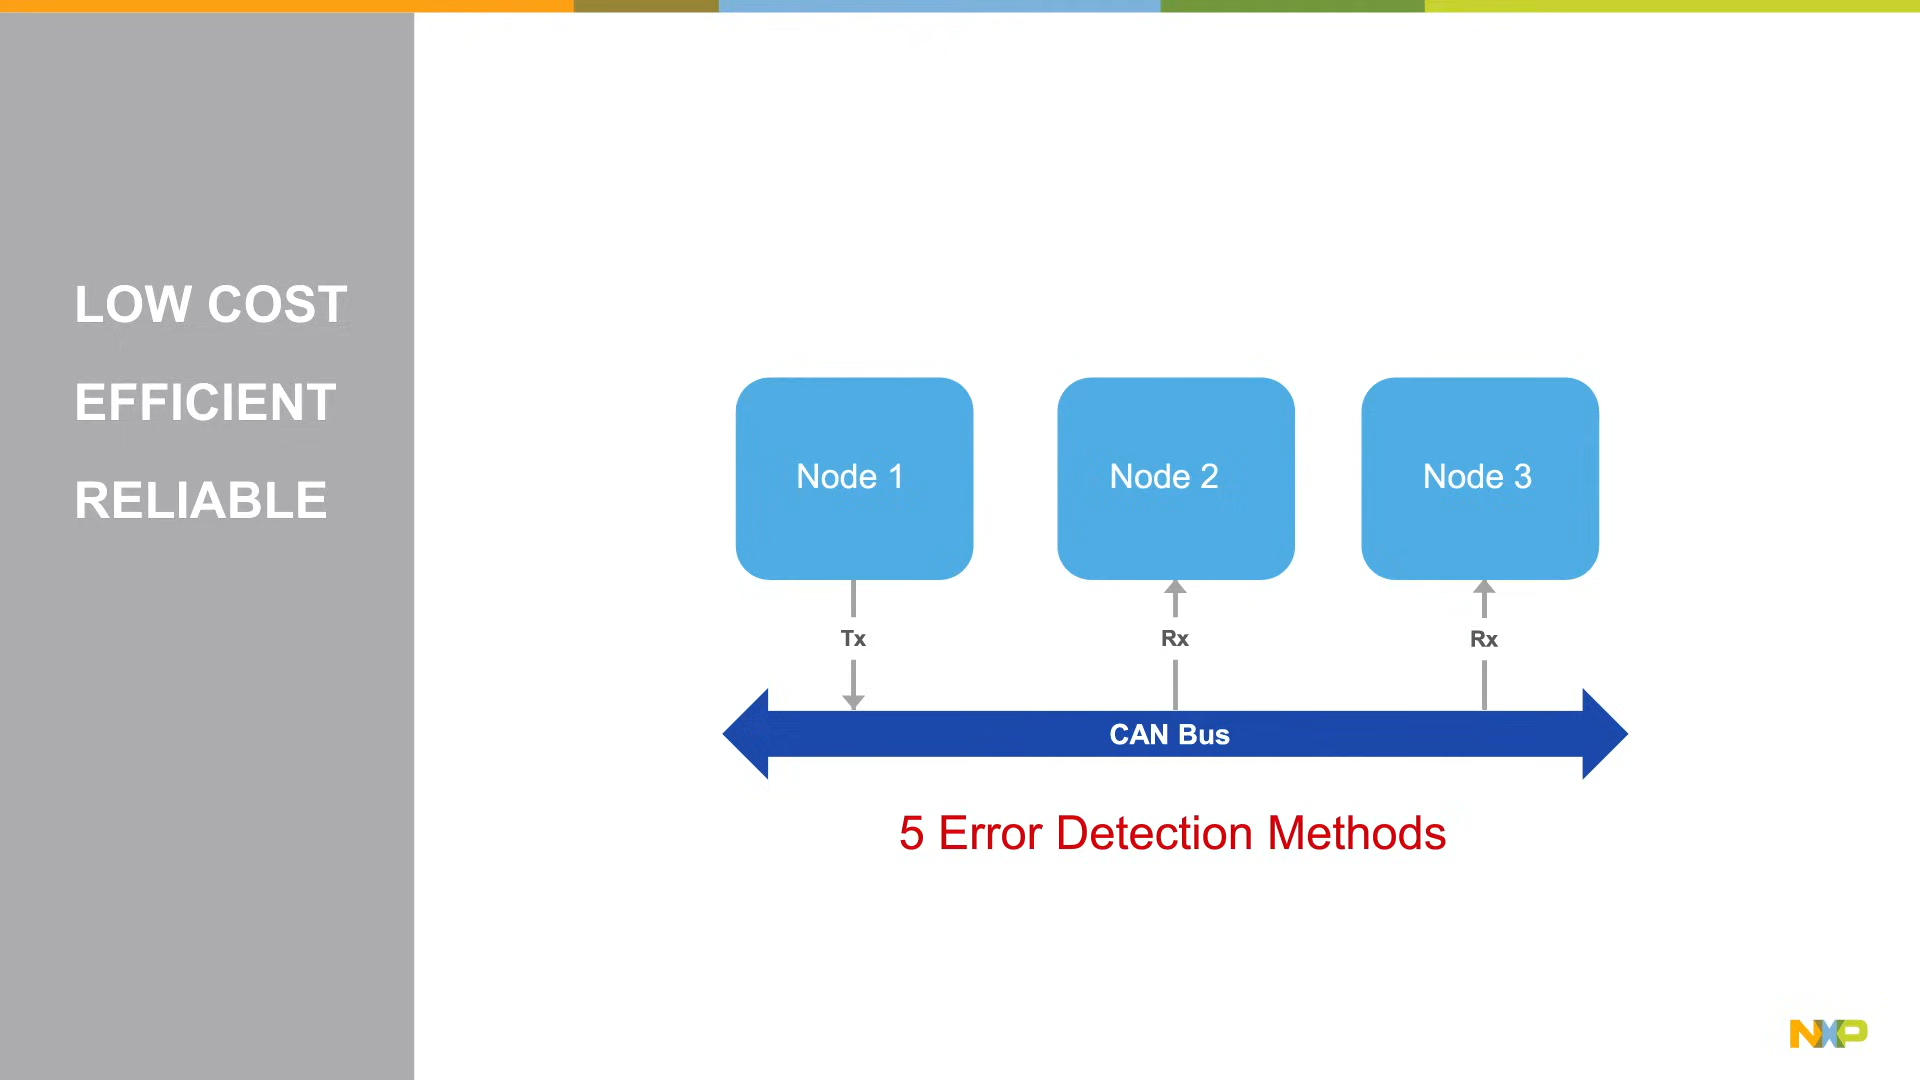 LOW COST
EFFICIENT
RELIABLE
Node 1
Node 2
Node 3
Tx
Rx
Rx
CAN Bus
5 Error Detection Methods
NXP